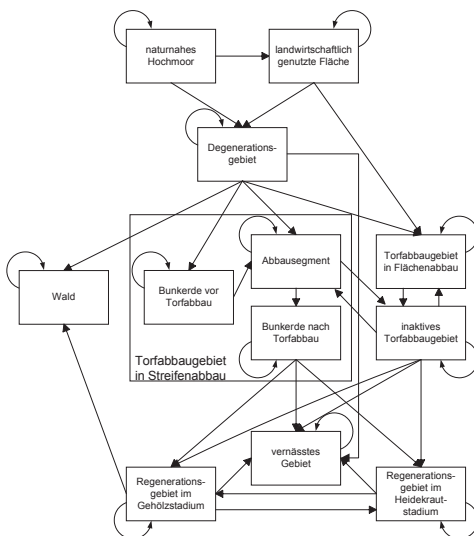 naturnahes
Hochmoor
landwirtschaftlich
genutzte Fläche
Degenerations-
gebiet
Wald
Bunkerde vor
Torfabbau
Abbausegment
Torfabbaugebiet
in Flächenabbau
Bunkerde nach
Torfabbau
inaktives
Torfabbaugebiet
Torfabbaugebiet
in Streifenabbau
vernässtes
Gebiet
Regenerations-
gebiet im
Gehölzstadium
Regenerations-
gebiet im
Heidekraut-
stadium